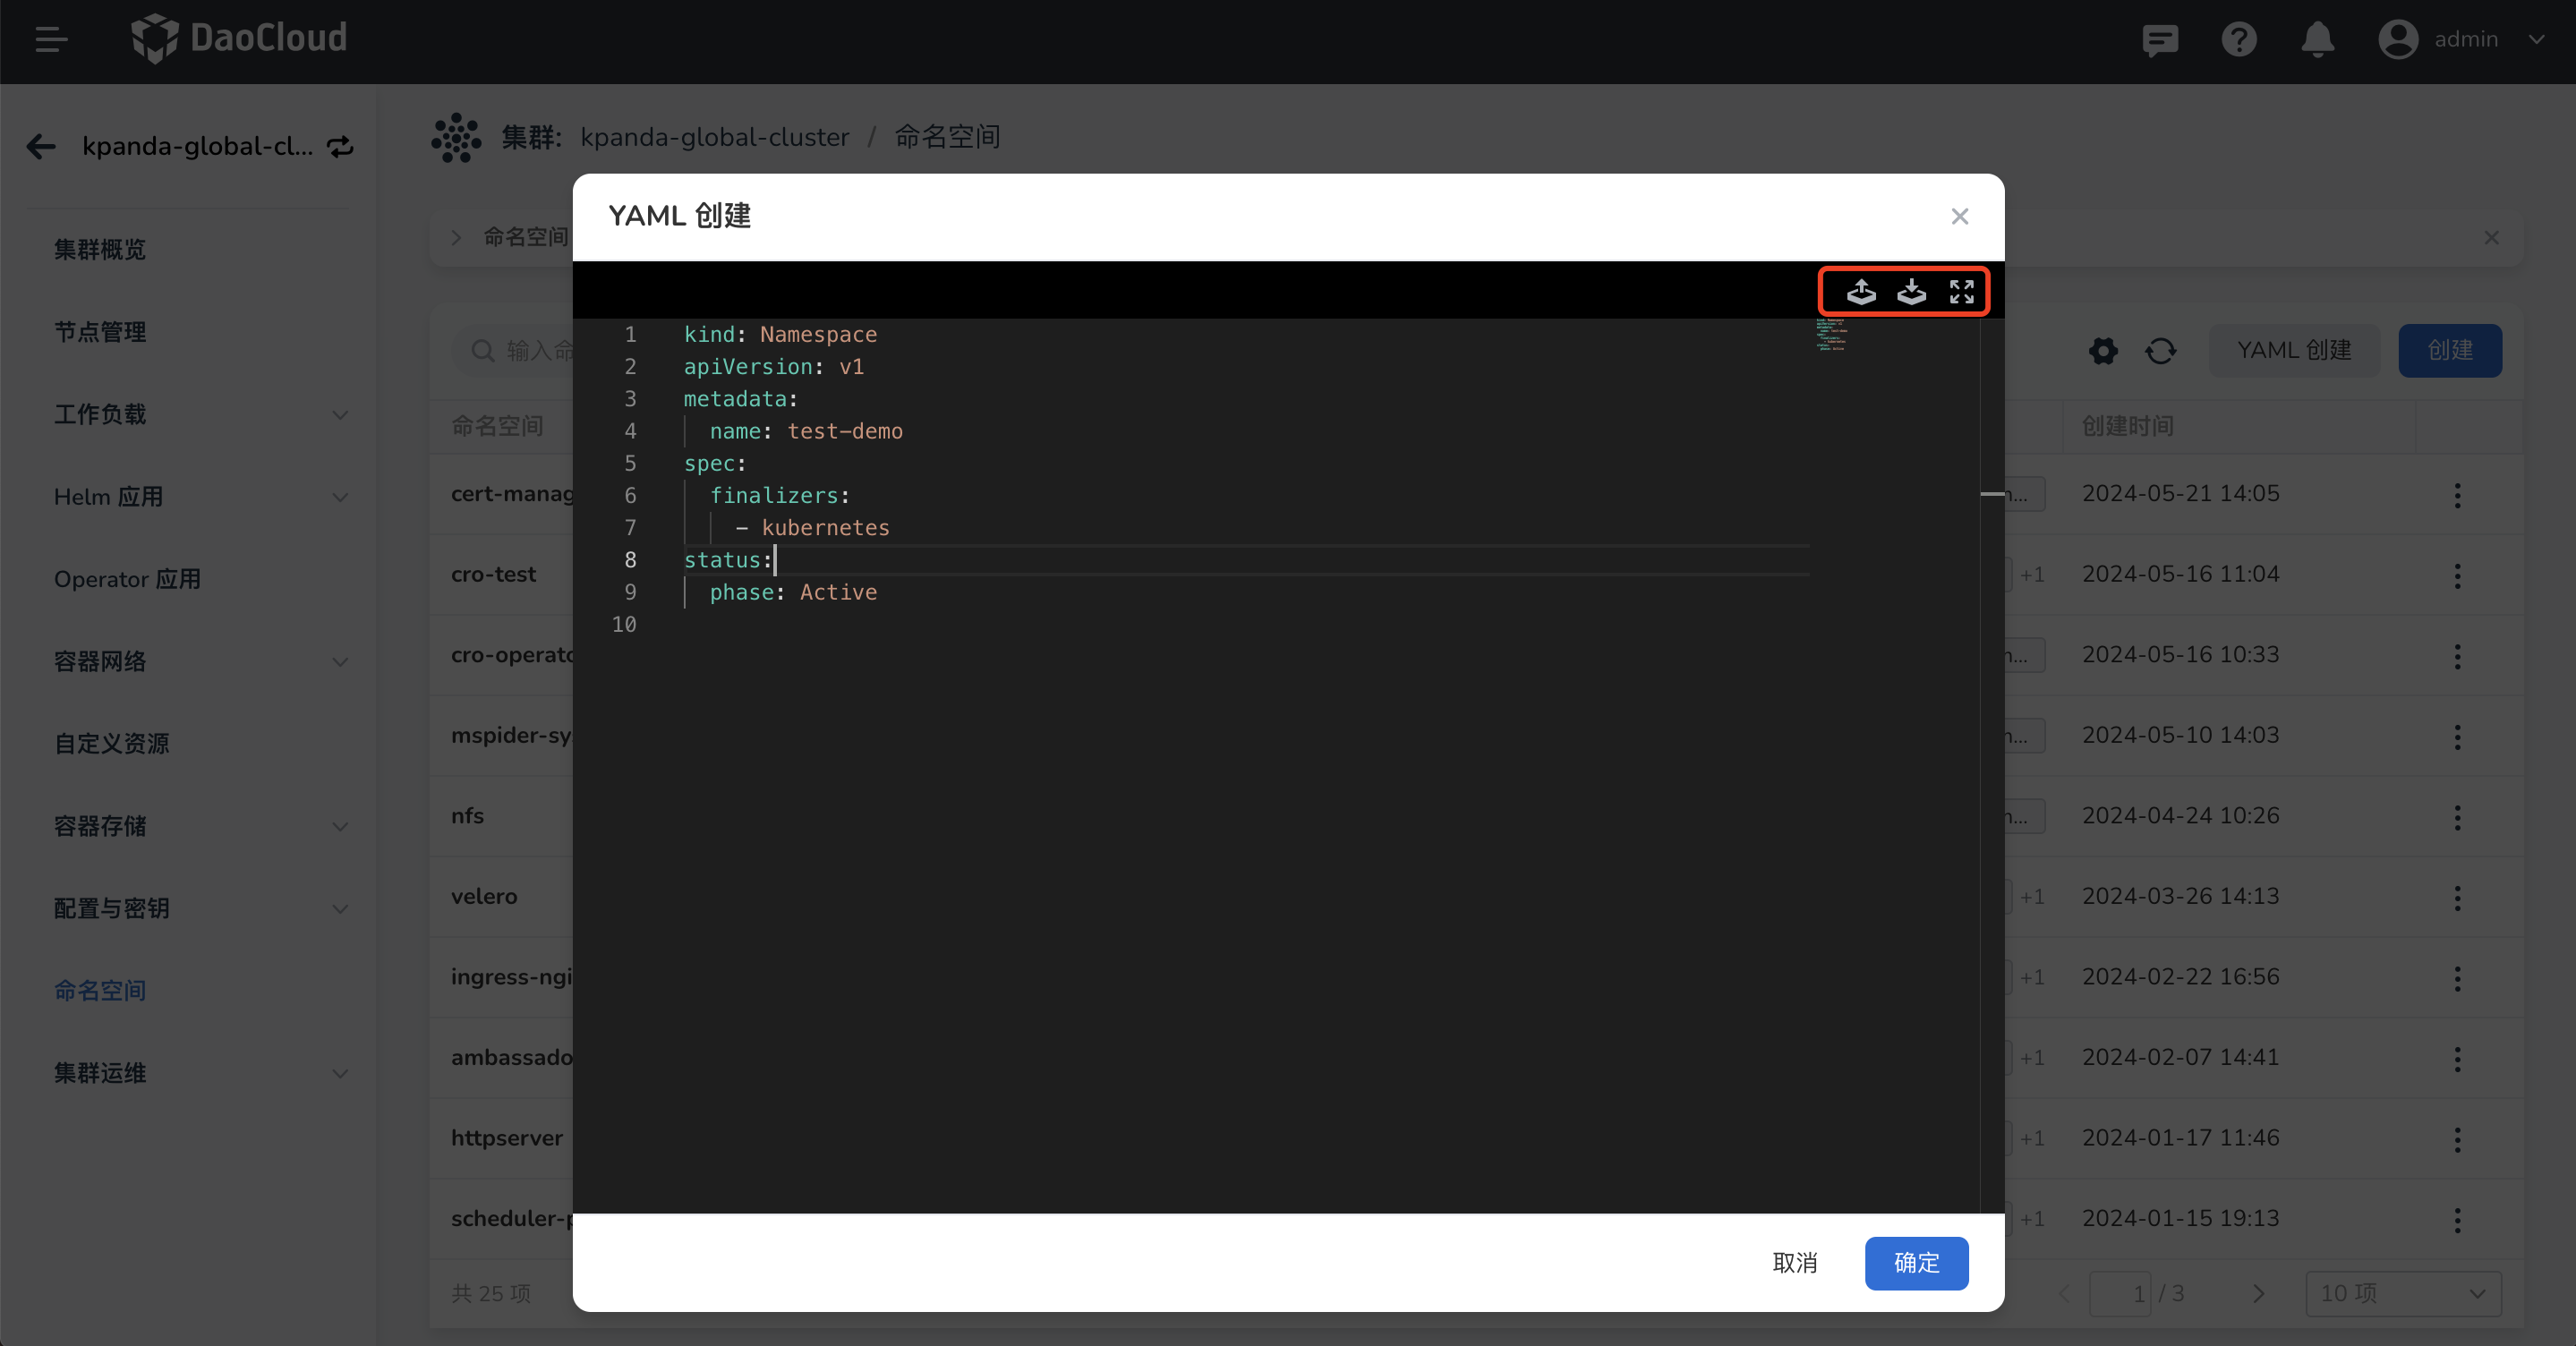 DaoCloud
admin
kpanda-global-cl...
集群: kpanda-global-cluster / 命名空间
集群概览
节点管理
工作负载
Helm 应用
Operator 应用
容器网络
自定义资源
容器存储
配置与密钥
命名空间
集群运维
命名空间
输入命
YAML 创建
创建
命名空间
创建时间
cert-manag
2024-05-21 14:05
cro-test
+1
2024-05-16 11:04
cro-operato
2024-05-16 10:33
mspider-sy
2024-05-10 14:03
nfs
2024-04-24 10:26
velero
+1
2024-03-26 14:13
ingress-ngi
+1
2024-02-22 16:56
ambassado
+1
2024-02-07 14:41
httpserver
+1
2024-01-17 11:46
scheduler-p
+1
2024-01-15 19:13
共 25 项
1 / 3
10 项
YAML 创建
1 kind: Namespace
2 apiVersion: v1
3 metadata:
4 name: test-demo
5 spec:
6 finalizers:
7 - kubernetes
8 status:
9 phase: Active
10
取消
确定